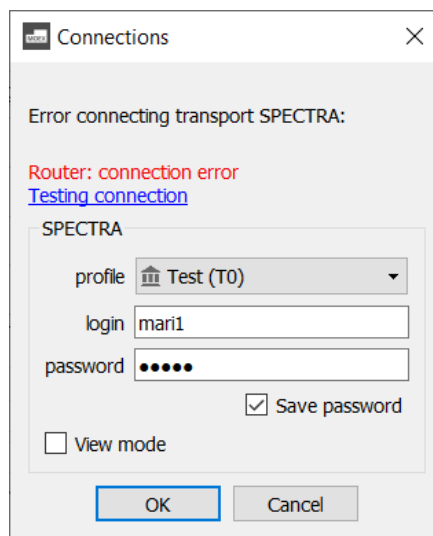 MOEX Connections
Error connecting transport SPECTRA:
Router: connection error
Testing connection
SPECTRA
profile Test (T0)
login mari1
password •••••
Save password
View mode
OK Cancel